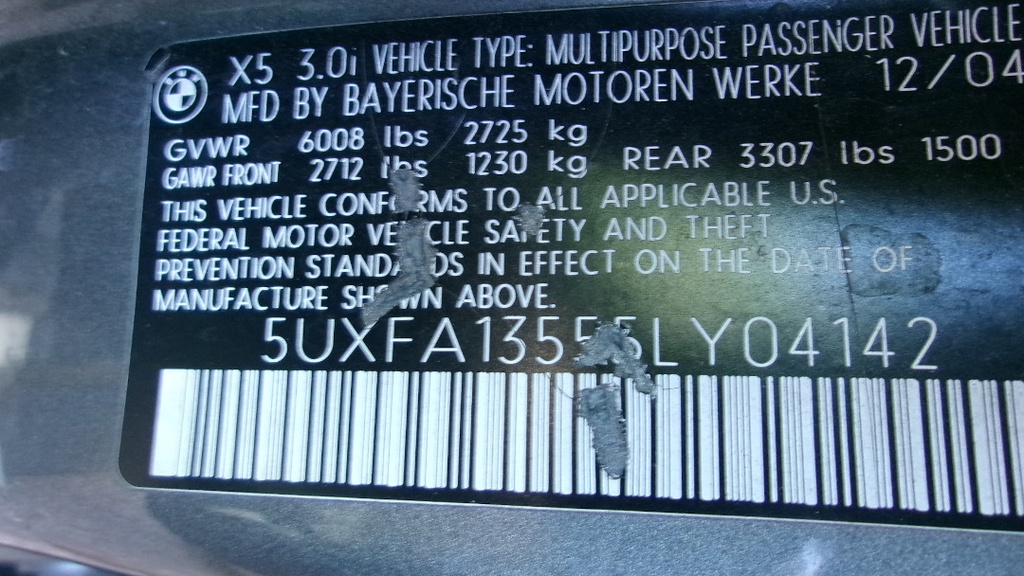 X5 3.0i VEHICLE TYPE: MULTIPURPOSE PASSENGER VEHICLE
MFD BY BAYERISCHE MOTOREN WERKE 12/04
GVWR 6008 lbs 2725 kg
GAWR FRONT 2712 lbs 1230 kg REAR 3307 lbs 1500
THIS VEHICLE CONFORMS TO ALL APPLICABLE U.S.
FEDERAL MOTOR VEHICLE SAFETY AND THEFT
PREVENTION STANDARDS IN EFFECT ON THE DATE OF
MANUFACTURE SHOWN ABOVE.
5UXFA13555LY04142